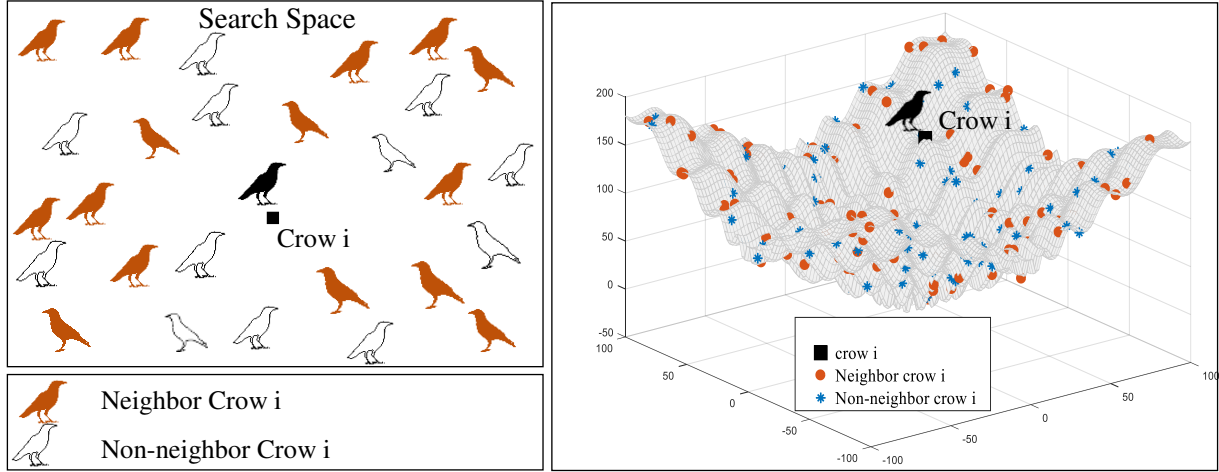 Search Space
Crow i
Neighbor Crow i
Non-neighbor Crow i
200
150
100
50
0
-50
100
50
0
-50
-100
-100
-50
0
50
100
Crow i
crow i
Neighbor crow i
Non-neighbor crow i